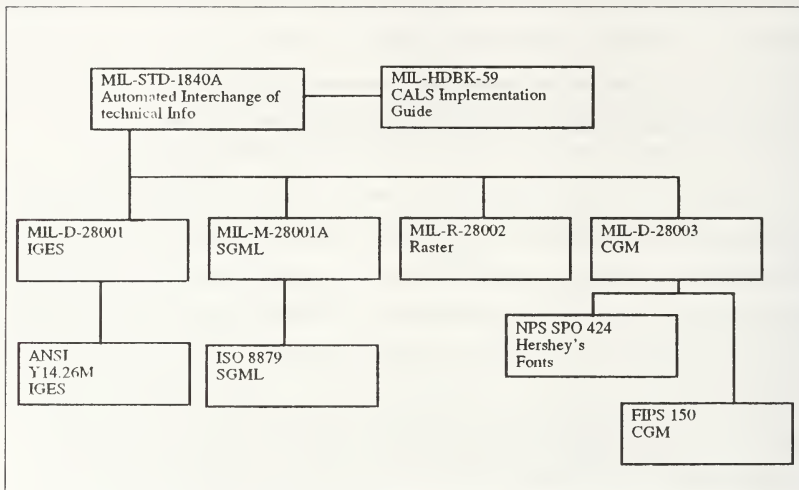 MIL-STD-1840A
Automated Interchange of
technical Info
MIL-HDBK-59
CALS Implementation
Guide
MIL-D-28001
IGES
MIL-M-28001A
SGML
MIL-R-28002
Raster
MIL-D-28003
CGM
ANSI
Y14.26M
IGES
ISO 8879
SGML
NPS SPO 424
Hershey's
Fonts
FIPS 150
CGM